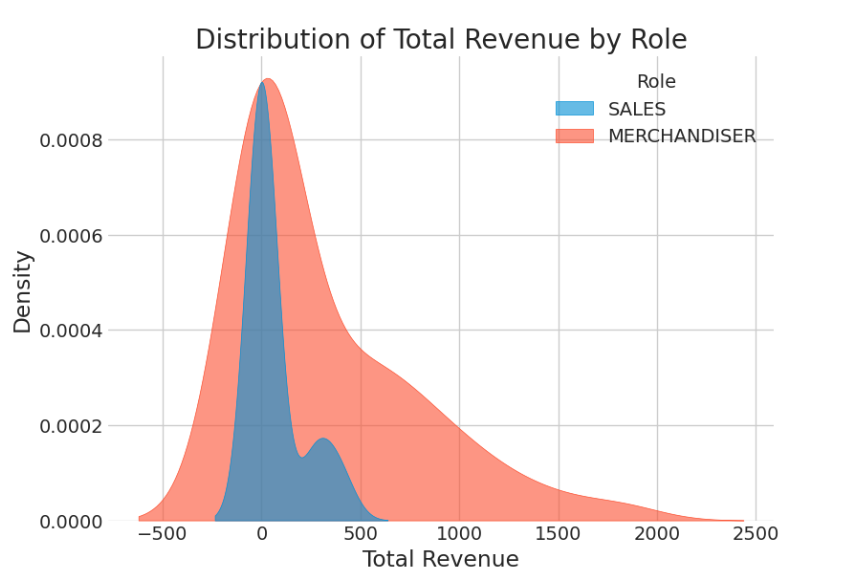 Distribution of Total Revenue by Role
Role
SALES
MERCHANDISER
0.0008
0.0006
0.0004
0.0002
0.0000
Density
−500 0 500 1000 1500 2000 2500
Total Revenue